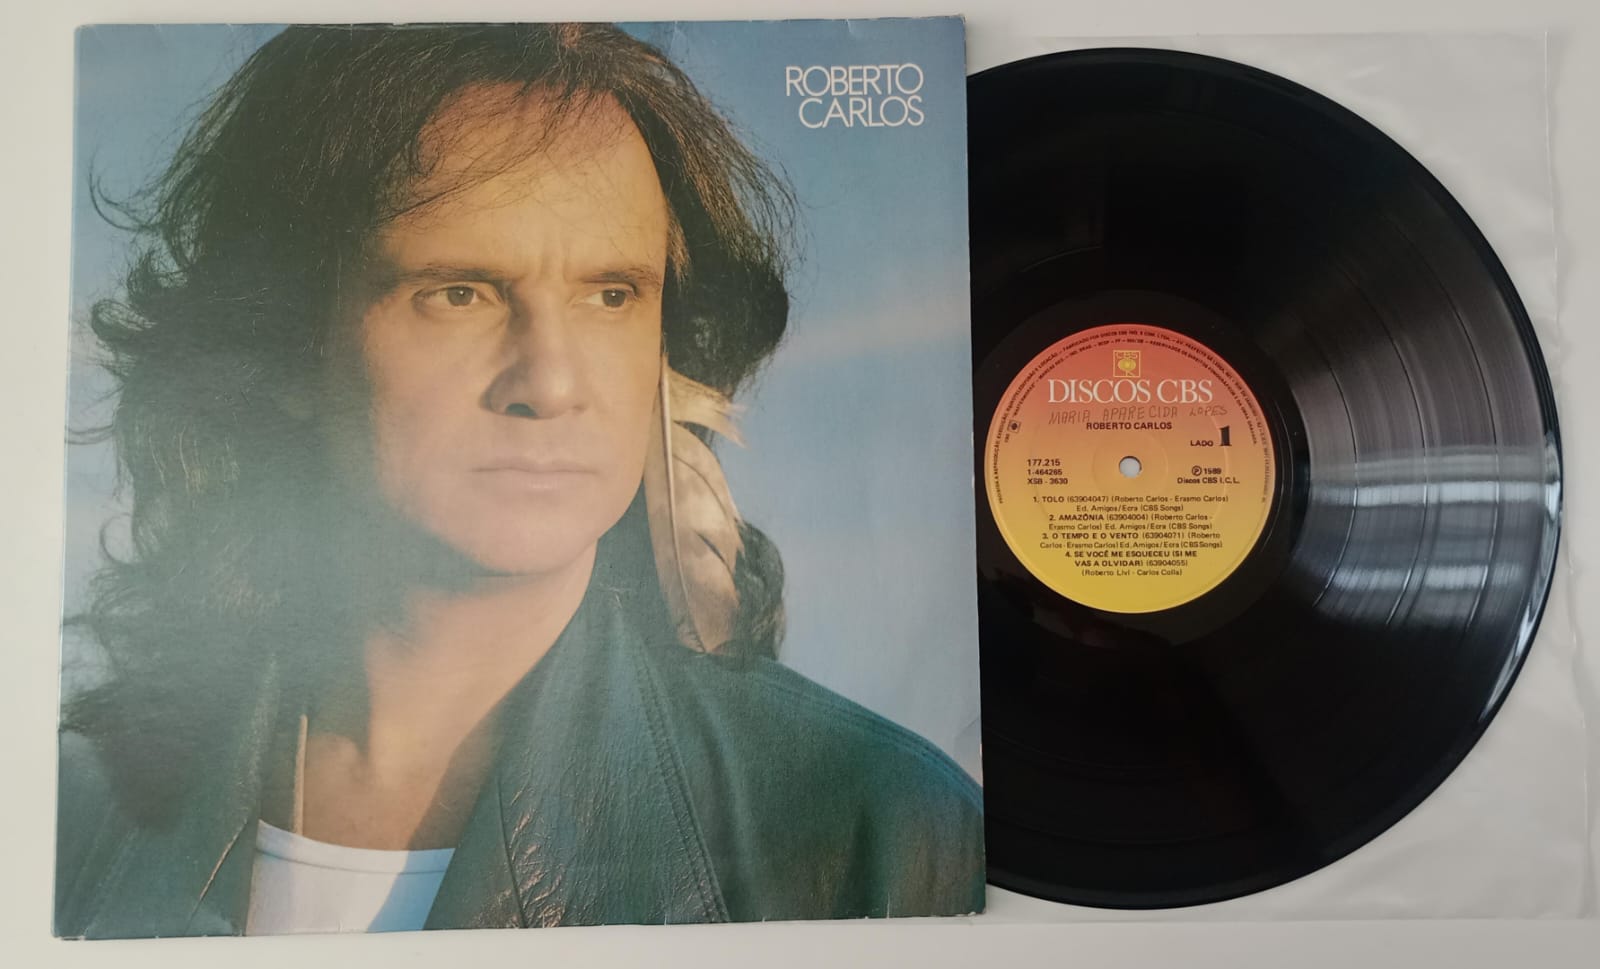 ROBERTO
CARLOS
CBS
DISCOS CBS
MARIA APARECIDA LOPES
ROBERTO CARLOS
LADO 1
177.215
1-464265
XSB - 3630
℗ 1989
Discos CBS I.C.L.
1. TOLO (63904047) (Roberto Carlos - Erasmo Carlos)
Ed. Amigos/Ecra (CBS Songs)
2. AMAZÔNIA (63904004) (Roberto Carlos -
Erasmo Carlos) Ed. Amigos/Ecra (CBS Songs)
3. O TEMPO E O VENTO (63904071) (Roberto
Carlos - Erasmo Carlos) Ed. Amigos/Ecra (CBS Songs)
4. SE VOCÊ ME ESQUECEU (SI ME
VAS A OLVIDAR) (63904055)
(Roberto Livi - Carlos Colla)